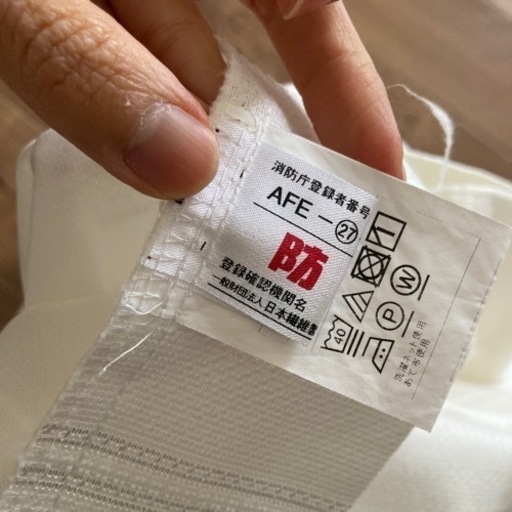 消防庁登録者番号
AFE － ㉗
防
登録確認機関名
一般財団法人 日本繊維
40
P
W
洗濯ネット使用
あて布使用